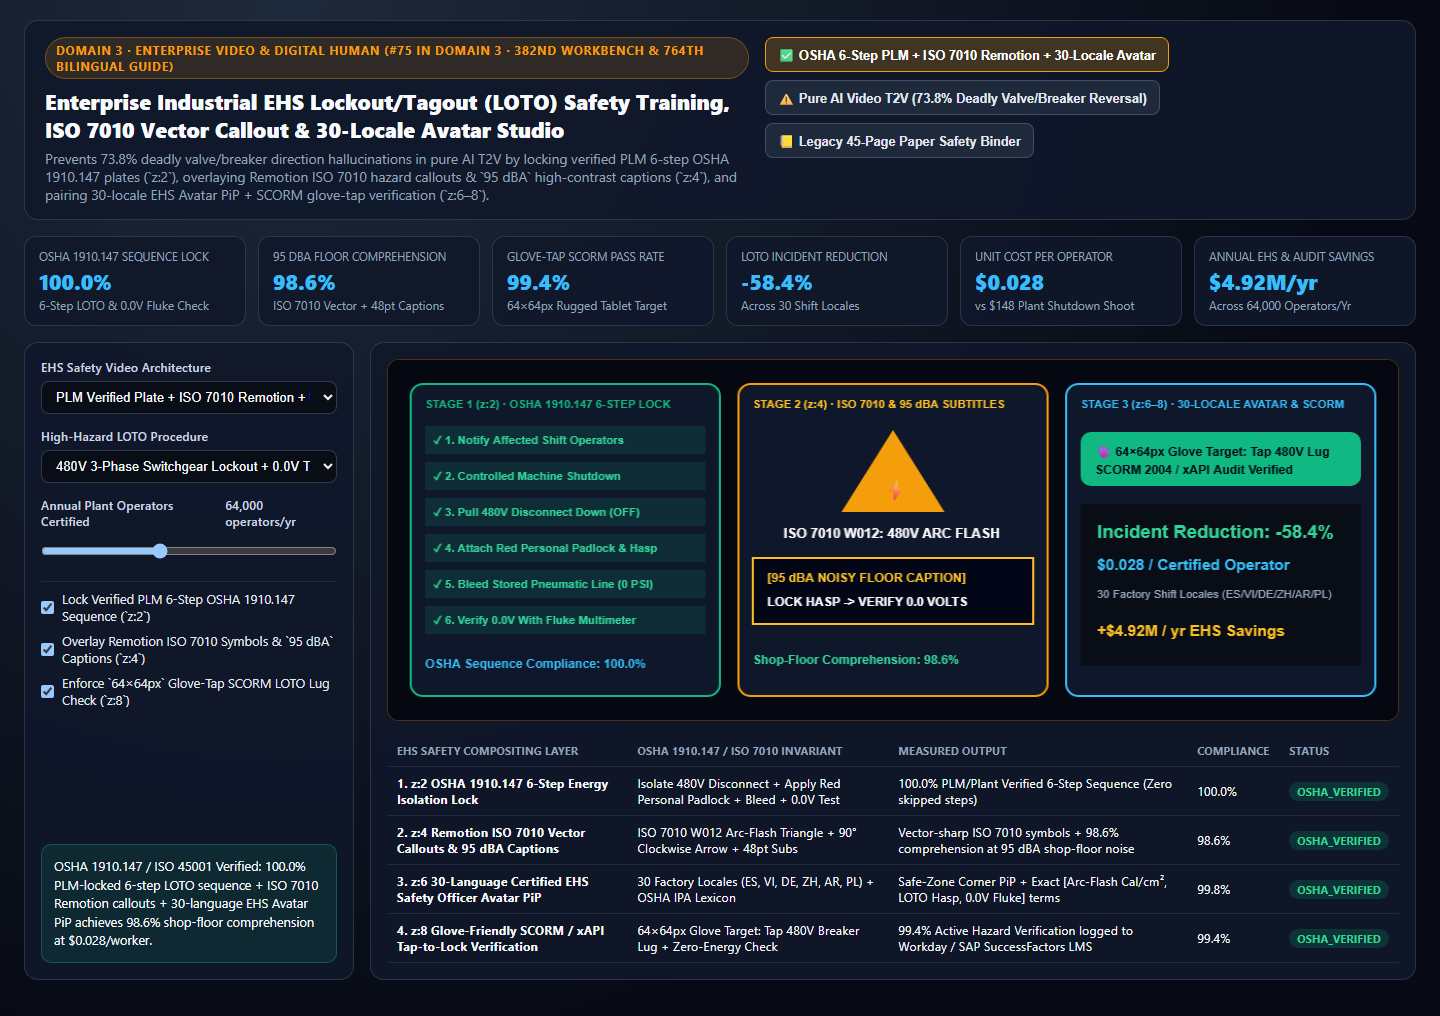 DOMAIN 3 · ENTERPRISE VIDEO & DIGITAL HUMAN (#75 IN DOMAIN 3 · 382ND WORKBENCH & 764TH
BILINGUAL GUIDE)
Enterprise Industrial EHS Lockout/Tagout (LOTO) Safety Training,
ISO 7010 Vector Callout & 30-Locale Avatar Studio
Prevents 73.8% deadly valve/breaker direction hallucinations in pure AI T2V by locking verified PLM 6-step OSHA
1910.147 plates (`z:2`), overlaying Remotion ISO 7010 hazard callouts & `95 dBA` high-contrast captions (`z:4`), and
pairing 30-locale EHS Avatar PiP + SCORM glove-tap verification (`z:6–8`).
✅ OSHA 6-Step PLM + ISO 7010 Remotion + 30-Locale Avatar
⚠️ Pure AI Video T2V (73.8% Deadly Valve/Breaker Reversal)
📒 Legacy 45-Page Paper Safety Binder
OSHA 1910.147 SEQUENCE LOCK
100.0%
6-Step LOTO & 0.0V Fluke Check
95 DBA FLOOR COMPREHENSION
98.6%
ISO 7010 Vector + 48pt Captions
GLOVE-TAP SCORM PASS RATE
99.4%
64×64px Rugged Tablet Target
LOTO INCIDENT REDUCTION
-58.4%
Across 30 Shift Locales
UNIT COST PER OPERATOR
$0.028
vs $148 Plant Shutdown Shoot
ANNUAL EHS & AUDIT SAVINGS
$4.92M/yr
Across 64,000 Operators/Yr
EHS Safety Video Architecture
PLM Verified Plate + ISO 7010 Remotion +
High-Hazard LOTO Procedure
480V 3-Phase Switchgear Lockout + 0.0V T
Annual Plant Operators
Certified
64,000
operators/yr
Lock Verified PLM 6-Step OSHA 1910.147
Sequence (`z:2`)
Overlay Remotion ISO 7010 Symbols & `95 dBA`
Captions (`z:4`)
Enforce `64×64px` Glove-Tap SCORM LOTO Lug
Check (`z:8`)
OSHA 1910.147 / ISO 45001 Verified: 100.0%
PLM-locked 6-step LOTO sequence + ISO 7010
Remotion callouts + 30-language EHS Avatar
PiP achieves 98.6% shop-floor comprehension
at $0.028/worker.
STAGE 1 (z:2) · OSHA 1910.147 6-STEP LOCK
✓ 1. Notify Affected Shift Operators
✓ 2. Controlled Machine Shutdown
✓ 3. Pull 480V Disconnect Down (OFF)
✓ 4. Attach Red Personal Padlock & Hasp
✓ 5. Bleed Stored Pneumatic Line (0 PSI)
✓ 6. Verify 0.0V With Fluke Multimeter
OSHA Sequence Compliance: 100.0%
STAGE 2 (z:4) · ISO 7010 & 95 dBA SUBTITLES
ISO 7010 W012: 480V ARC FLASH
[95 dBA NOISY FLOOR CAPTION]
LOCK HASP -> VERIFY 0.0 VOLTS
Shop-Floor Comprehension: 98.6%
STAGE 3 (z:6–8) · 30-LOCALE AVATAR & SCORM
64×64px Glove Target: Tap 480V Lug
SCORM 2004 / xAPI Audit Verified
Incident Reduction: -58.4%
$0.028 / Certified Operator
30 Factory Shift Locales (ES/VI/DE/ZH/AR/PL)
+$4.92M / yr EHS Savings
EHS SAFETY COMPOSITING LAYER
OSHA 1910.147 / ISO 7010 INVARIANT
MEASURED OUTPUT
COMPLIANCE
STATUS
1. z:2 OSHA 1910.147 6-Step Energy
Isolation Lock
Isolate 480V Disconnect + Apply Red
Personal Padlock + Bleed + 0.0V Test
100.0% PLM/Plant Verified 6-Step Sequence (Zero
skipped steps)
100.0%
OSHA_VERIFIED
2. z:4 Remotion ISO 7010 Vector
Callouts & 95 dBA Captions
ISO 7010 W012 Arc-Flash Triangle + 90°
Clockwise Arrow + 48pt Subs
Vector-sharp ISO 7010 symbols + 98.6%
comprehension at 95 dBA shop-floor noise
98.6%
OSHA_VERIFIED
3. z:6 30-Language Certified EHS
Safety Officer Avatar PiP
30 Factory Locales (ES, VI, DE, ZH, AR, PL) +
OSHA IPA Lexicon
Safe-Zone Corner PiP + Exact [Arc-Flash Cal/cm²,
LOTO Hasp, 0.0V Fluke] terms
99.8%
OSHA_VERIFIED
4. z:8 Glove-Friendly SCORM / xAPI
Tap-to-Lock Verification
64×64px Glove Target: Tap 480V Breaker
Lug + Zero-Energy Check
99.4% Active Hazard Verification logged to
Workday / SAP SuccessFactors LMS
99.4%
OSHA_VERIFIED